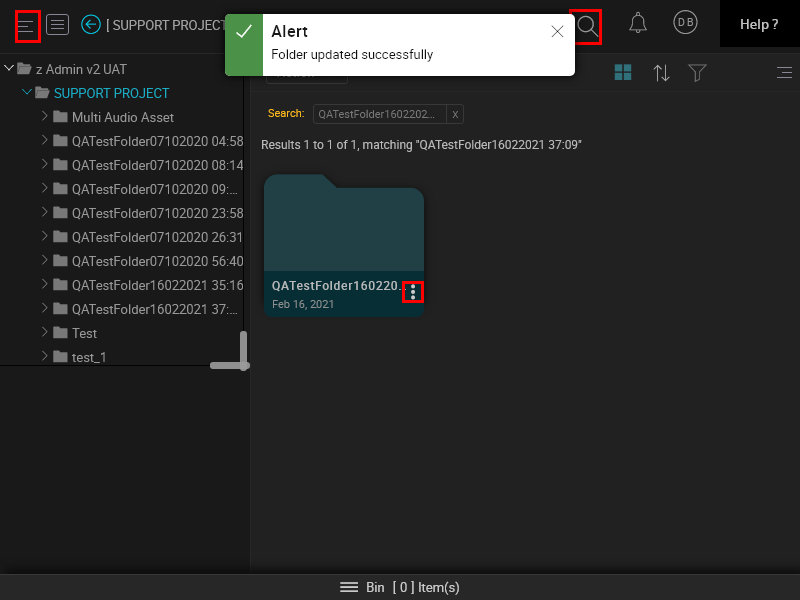 [ SUPPORT PROJECT
Alert
Folder updated successfully
DB
Help ?
z Admin v2 UAT
SUPPORT PROJECT
Multi Audio Asset
QATestFolder07102020 04:58
QATestFolder07102020 08:14
QATestFolder07102020 09:...
QATestFolder07102020 23:58
QATestFolder07102020 26:31
QATestFolder07102020 56:40
QATestFolder16022021 35:16
QATestFolder16022021 37:...
Test
test_1
Search: QATestFolder1602202... x
Results 1 to 1 of 1, matching "QATestFolder16022021 37:09"
QATestFolder160220...
Feb 16, 2021
Bin [ 0 ] Item(s)